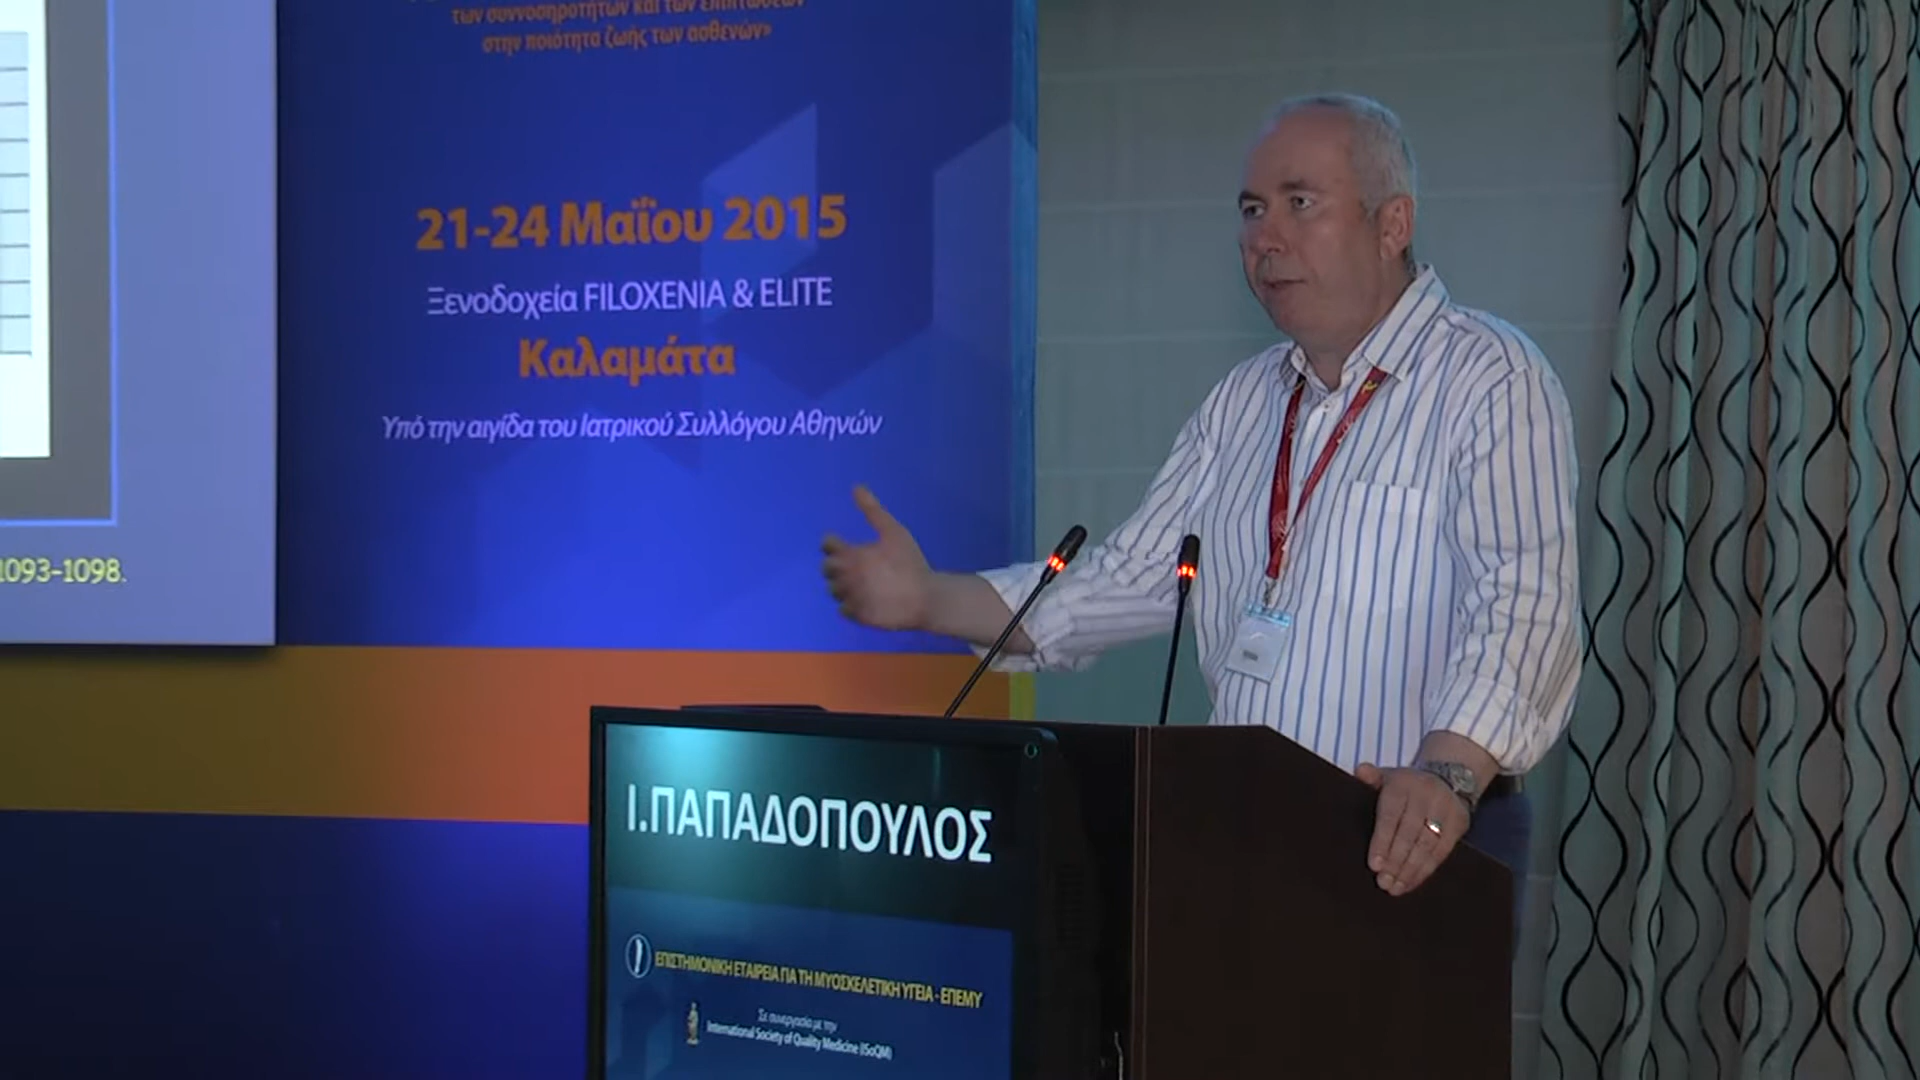 των συννοσηροτήτων και των επιπτώσεων
στην ποιότητα ζωής των ασθενών»
21-24 Μαΐου 2015
Ξενοδοχεία FILOXENIA & ELITE
Καλαμάτα
Υπό την αιγίδα του Ιατρικού Συλλόγου Αθηνών
1093-1098.
Ι.ΠΑΠΑΔΟΠΟΥΛΟΣ
ΕΠΙΣΤΗΜΟΝΙΚΗ ΕΤΑΙΡΕΙΑ ΓΙΑ ΤΗ ΜΥΟΣΚΕΛΕΤΙΚΗ ΥΓΕΙΑ - ΕΠΕΜΥ
Σε συνεργασία με την
International Society of Quality Medicine (ISoQM)